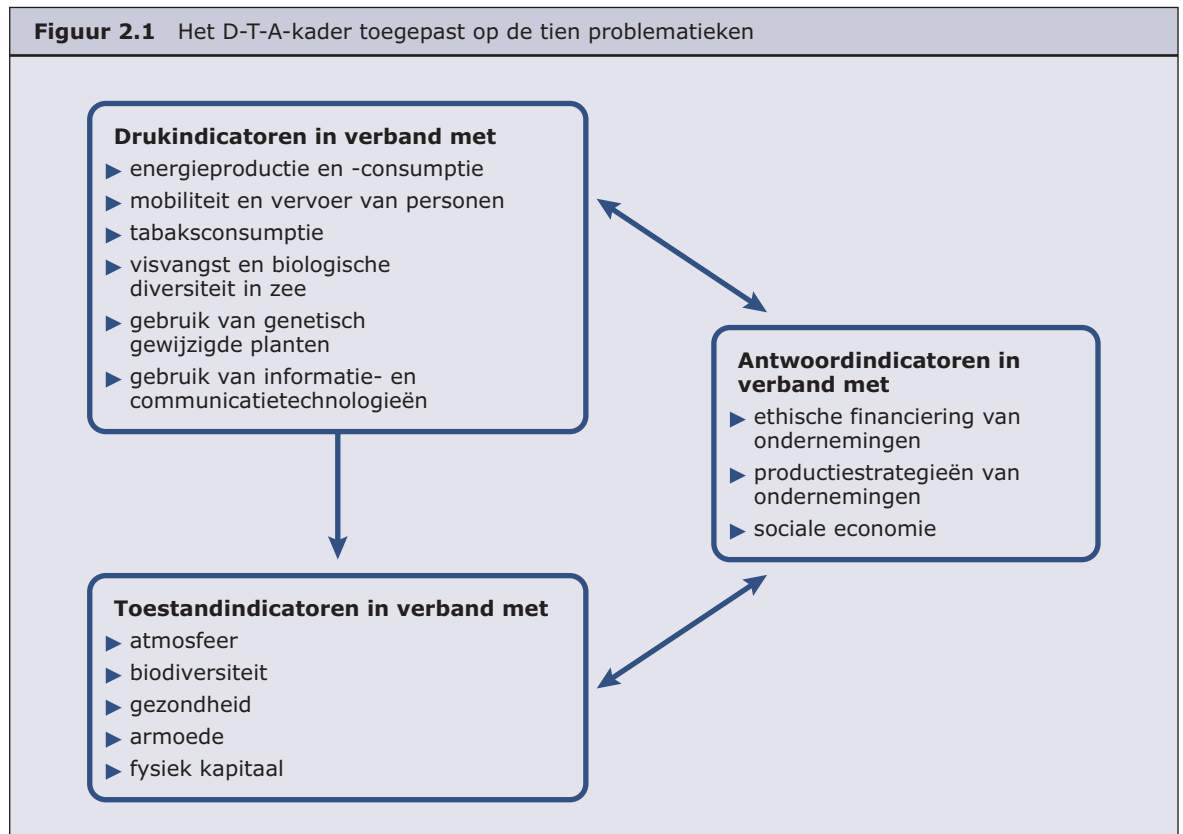 Figuur 2.1 Het D-T-A-kader toegepast op de tien problematieken
Drukindicatoren in verband met
► energieproductie en -consumptie
► mobiliteit en vervoer van personen
► tabaksconsumptie
► visvangst en biologische
diversiteit in zee
► gebruik van genetisch
gewijzigde planten
► gebruik van informatie- en
communicatietechnologieën
Antwoordindicatoren in
verband met
► ethische financiering van
ondernemingen
► productiestrategieën van
ondernemingen
► sociale economie
Toestandindicatoren in verband met
► atmosfeer
► biodiversiteit
► gezondheid
► armoede
► fysiek kapitaal